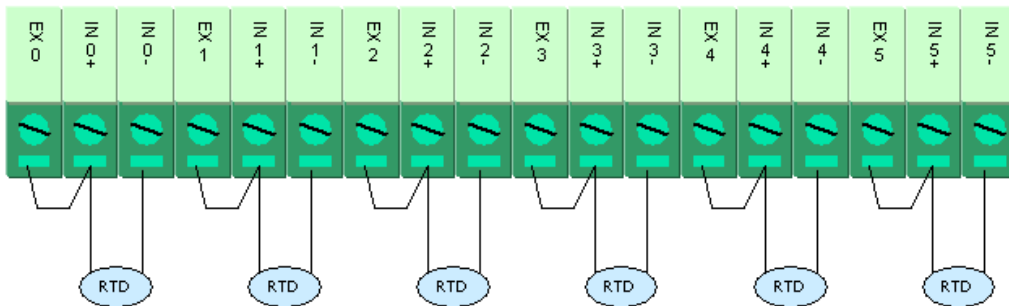 EX 0
IN 0+
IN 0-
EX 1
IN 1+
IN 1-
EX 2
IN 2+
IN 2-
EX 3
IN 3+
IN 3-
EX 4
IN 4+
IN 4-
EX 5
IN 5+
IN 5-
RTD
RTD
RTD
RTD
RTD
RTD